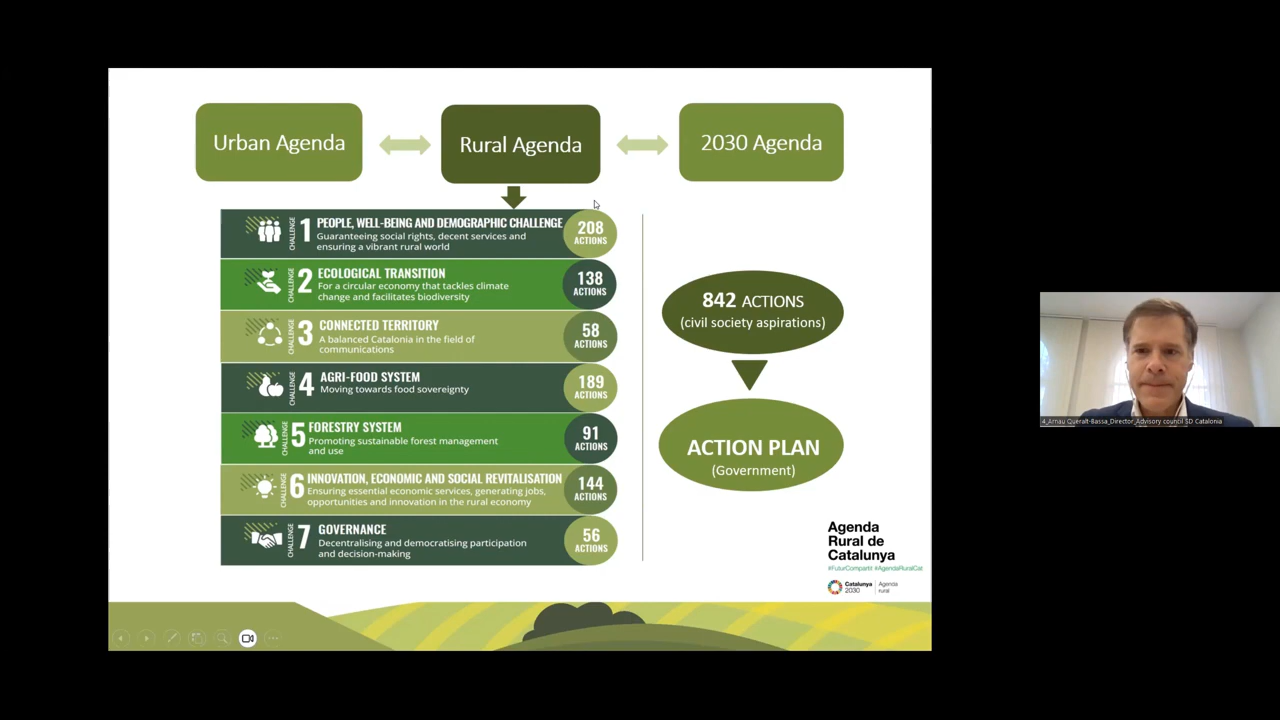 Urban Agenda
Rural Agenda
2030 Agenda
CHALLENGE
1
PEOPLE, WELL-BEING AND DEMOGRAPHIC CHALLENGE
Guaranteeing social rights, decent services and
ensuring a vibrant rural world
208
ACTIONS
CHALLENGE
2
ECOLOGICAL TRANSITION
For a circular economy that tackles climate
change and facilitates biodiversity
138
ACTIONS
CHALLENGE
3
CONNECTED TERRITORY
A balanced Catalonia in the field of
communications
58
ACTIONS
CHALLENGE
4
AGRI-FOOD SYSTEM
Moving towards food sovereignty
189
ACTIONS
CHALLENGE
5
FORESTRY SYSTEM
Promoting sustainable forest management
and use
91
ACTIONS
CHALLENGE
6
INNOVATION, ECONOMIC AND SOCIAL REVITALISATION
Ensuring essential economic services, generating jobs,
opportunities and innovation in the rural economy
144
ACTIONS
CHALLENGE
7
GOVERNANCE
Decentralising and democratising participation
and decision-making
56
ACTIONS
842 ACTIONS
(civil society aspirations)
ACTION PLAN
(Government)
Agenda
Rural de
Catalunya
#FuturCompartit #AgendaRuralCat
Catalunya
2030
Agenda
rural
4_Arnau Queralt-Bassa_Director_Advisory council SD Catalonia